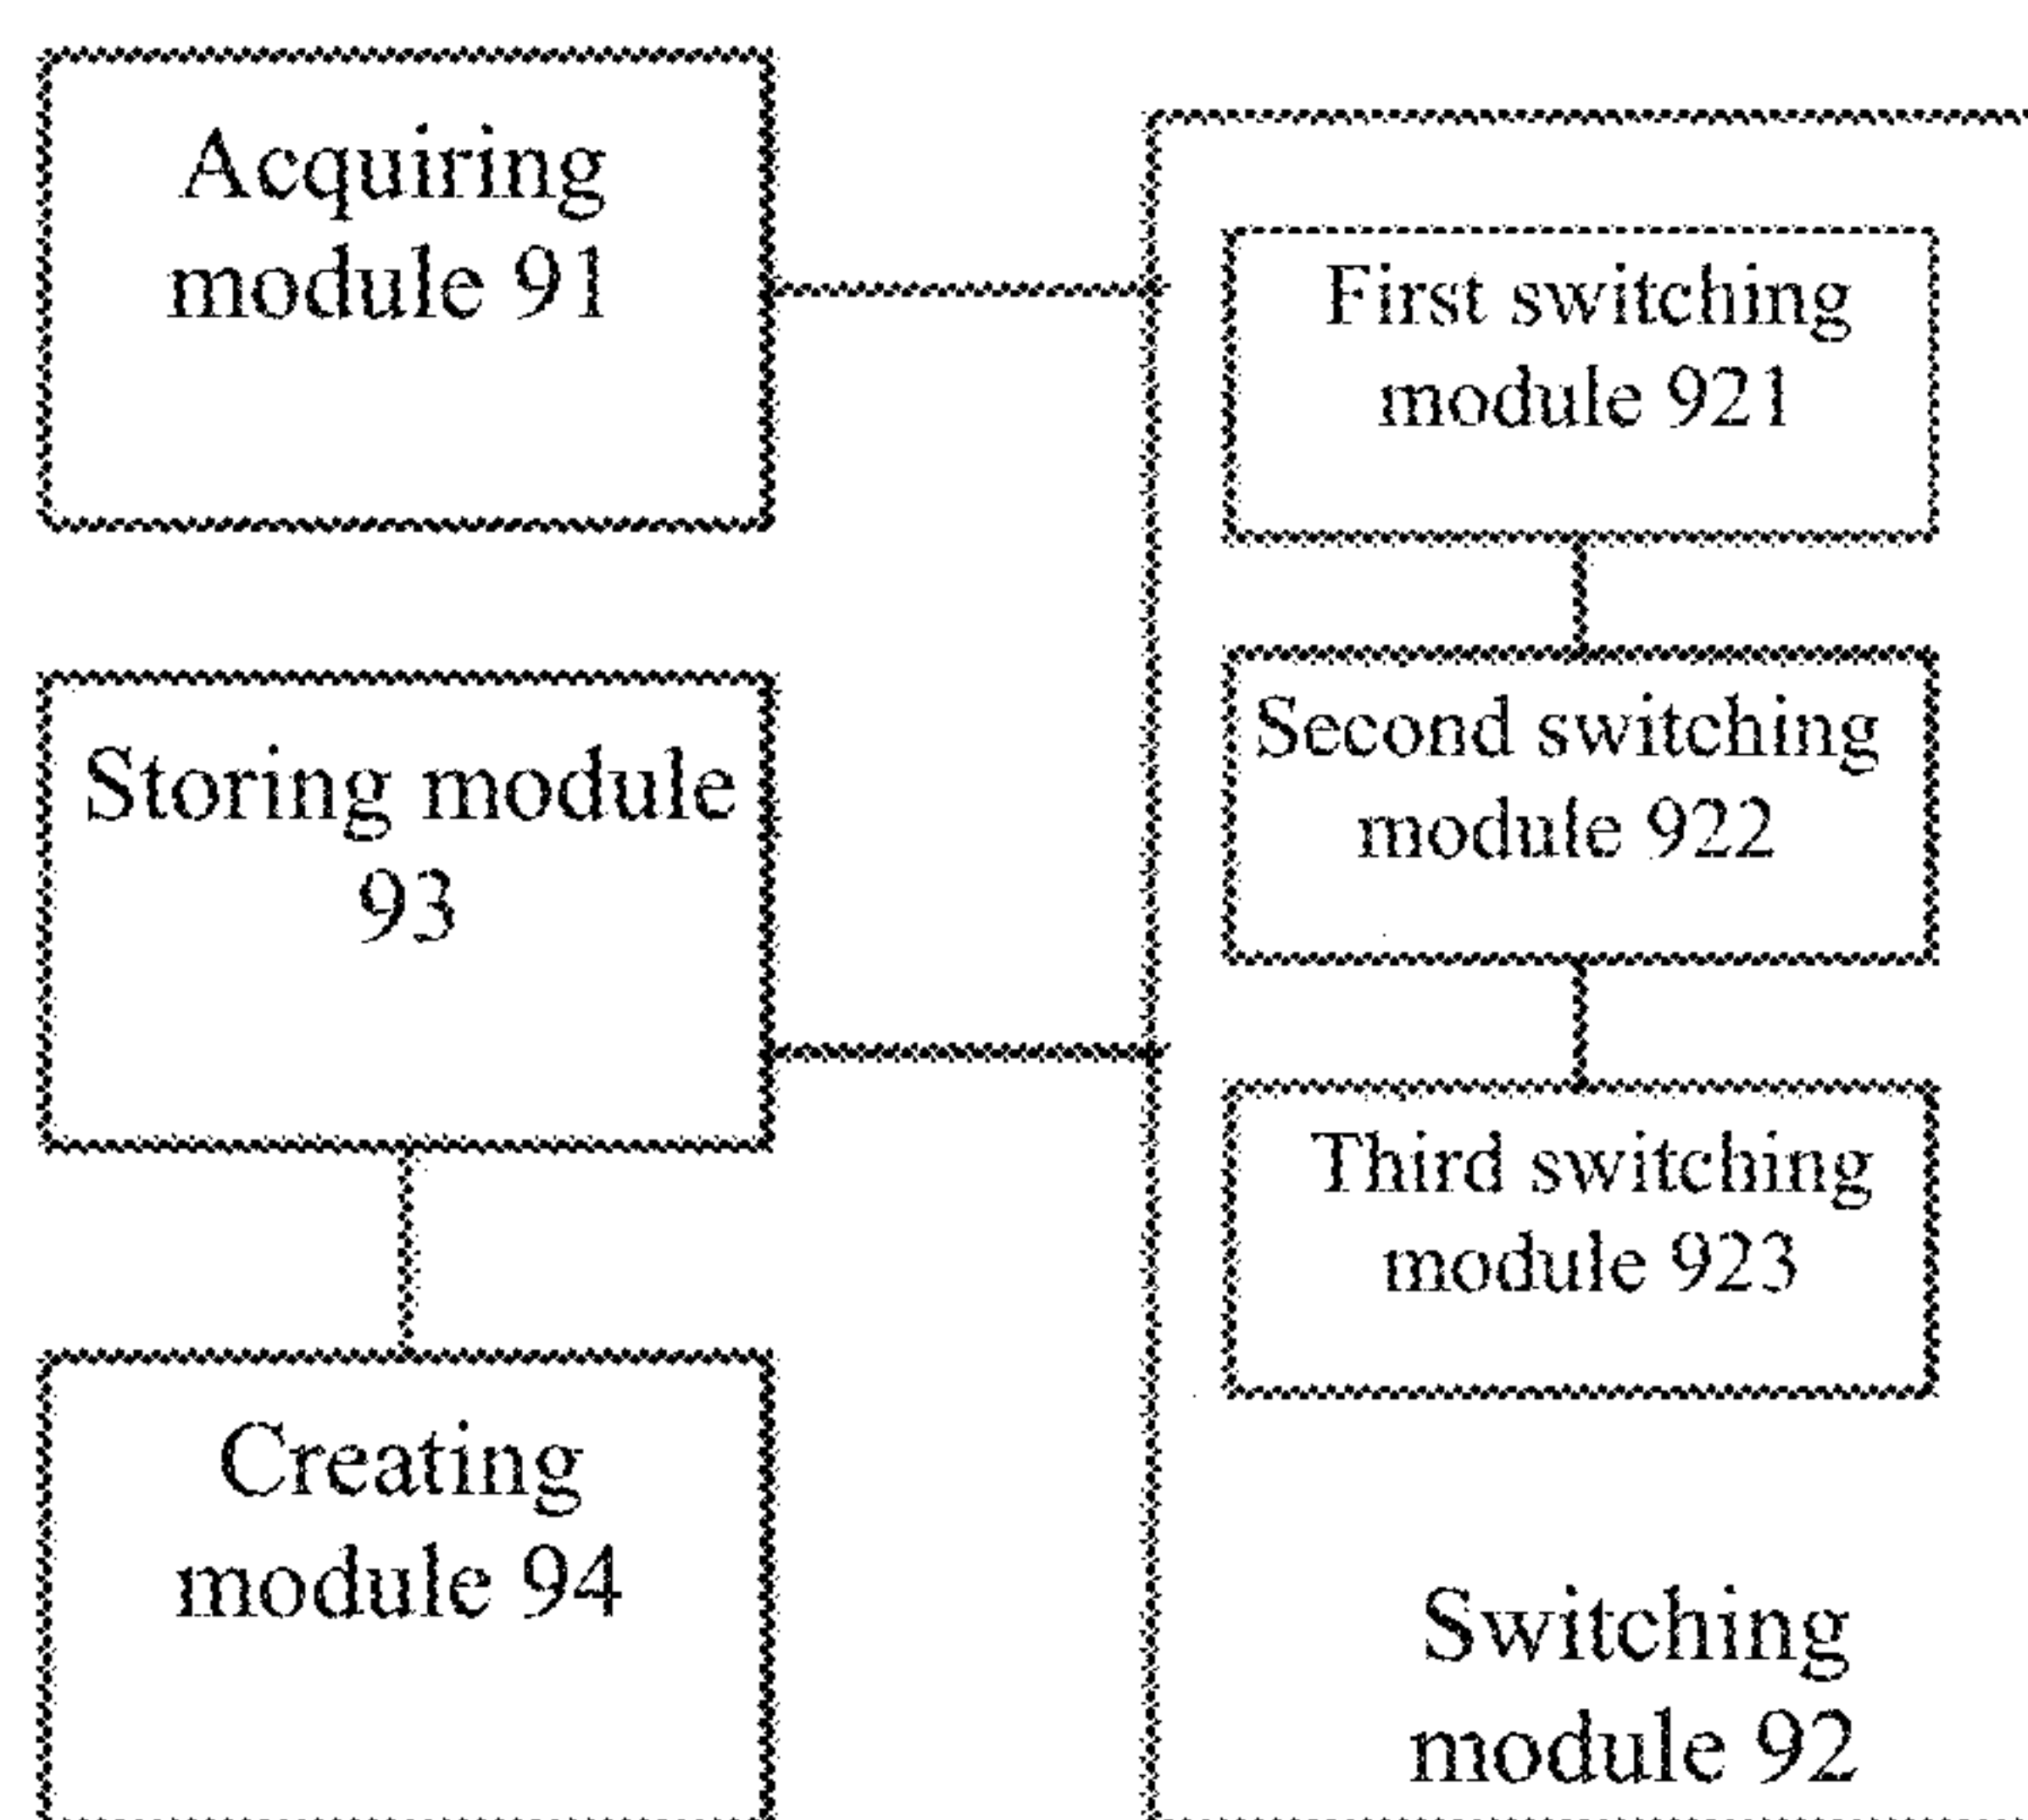 Acquiring
module 91
First switching
module 921
Second switching
module 922
Storing module
93
Third switching
module 923
Creating
module 94
Switching
module 92